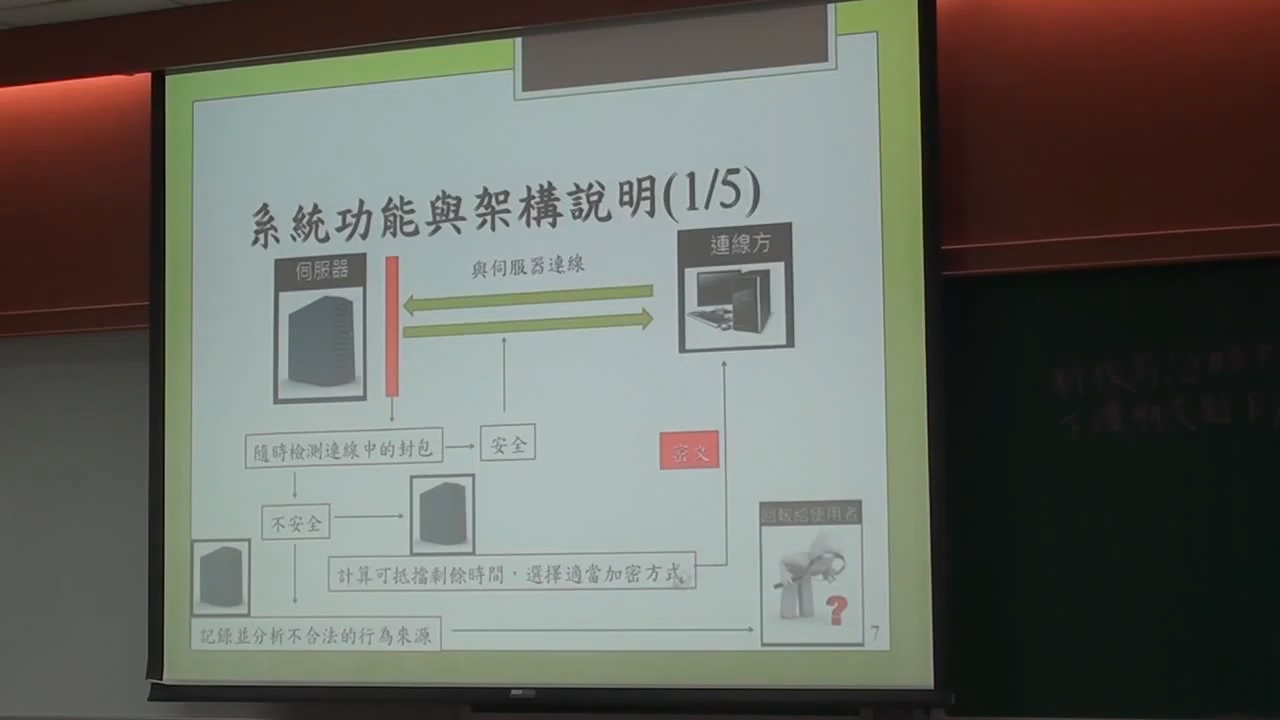 系統功能與架構說明(1/5)
伺服器
與伺服器連線
連線方
隨時檢測連線中的封包
安全
密文
不安全
回報給使用者
計算可抵擋剩餘時間，選擇適當加密方式
記錄並分析不合法的行為來源
?
7